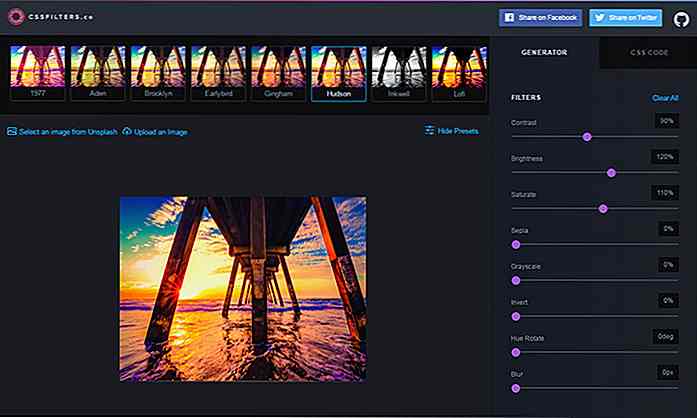 CSSFILTERS.co
Share on Facebook
Share on Twitter
1977
Aden
Brooklyn
Earlybird
Gingham
Hudson
Inkwell
Lofi
Select an image from Unsplash
Upload an Image
Hide Presets
GENERATOR
CSS CODE
FILTERS
Clear All
Contrast
90%
Brightness
120%
Saturate
110%
Sepia
0%
Grayscale
0%
Invert
0%
Hue Rotate
0deg
Blur
0px